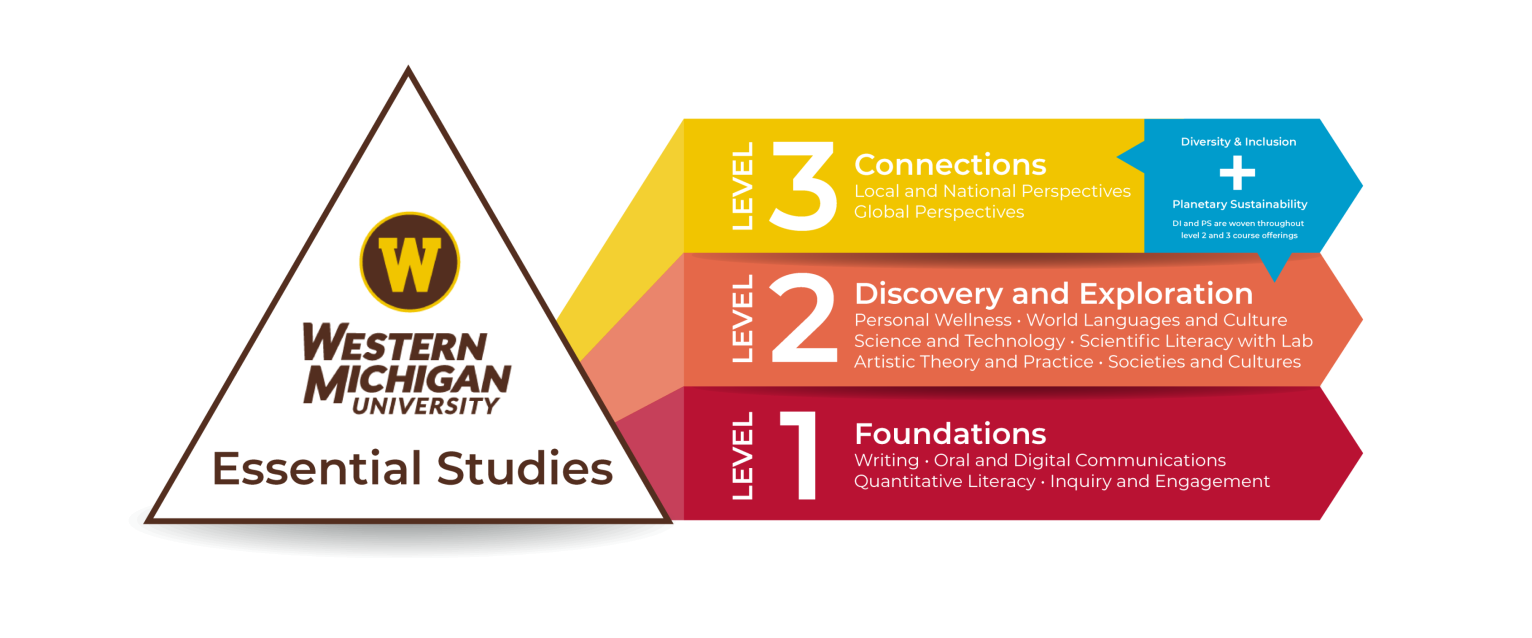 W
WESTERN
MICHIGAN
UNIVERSITY
Essential Studies
LEVEL
3
Connections
Local and National Perspectives
Global Perspectives
Diversity & Inclusion
+
Planetary Sustainability
DI and PS are woven throughout
level 2 and 3 course offerings
LEVEL
2
Discovery and Exploration
Personal Wellness · World Languages and Culture
Science and Technology · Scientific Literacy with Lab
Artistic Theory and Practice · Societies and Cultures
LEVEL
1
Foundations
Writing · Oral and Digital Communications
Quantitative Literacy · Inquiry and Engagement